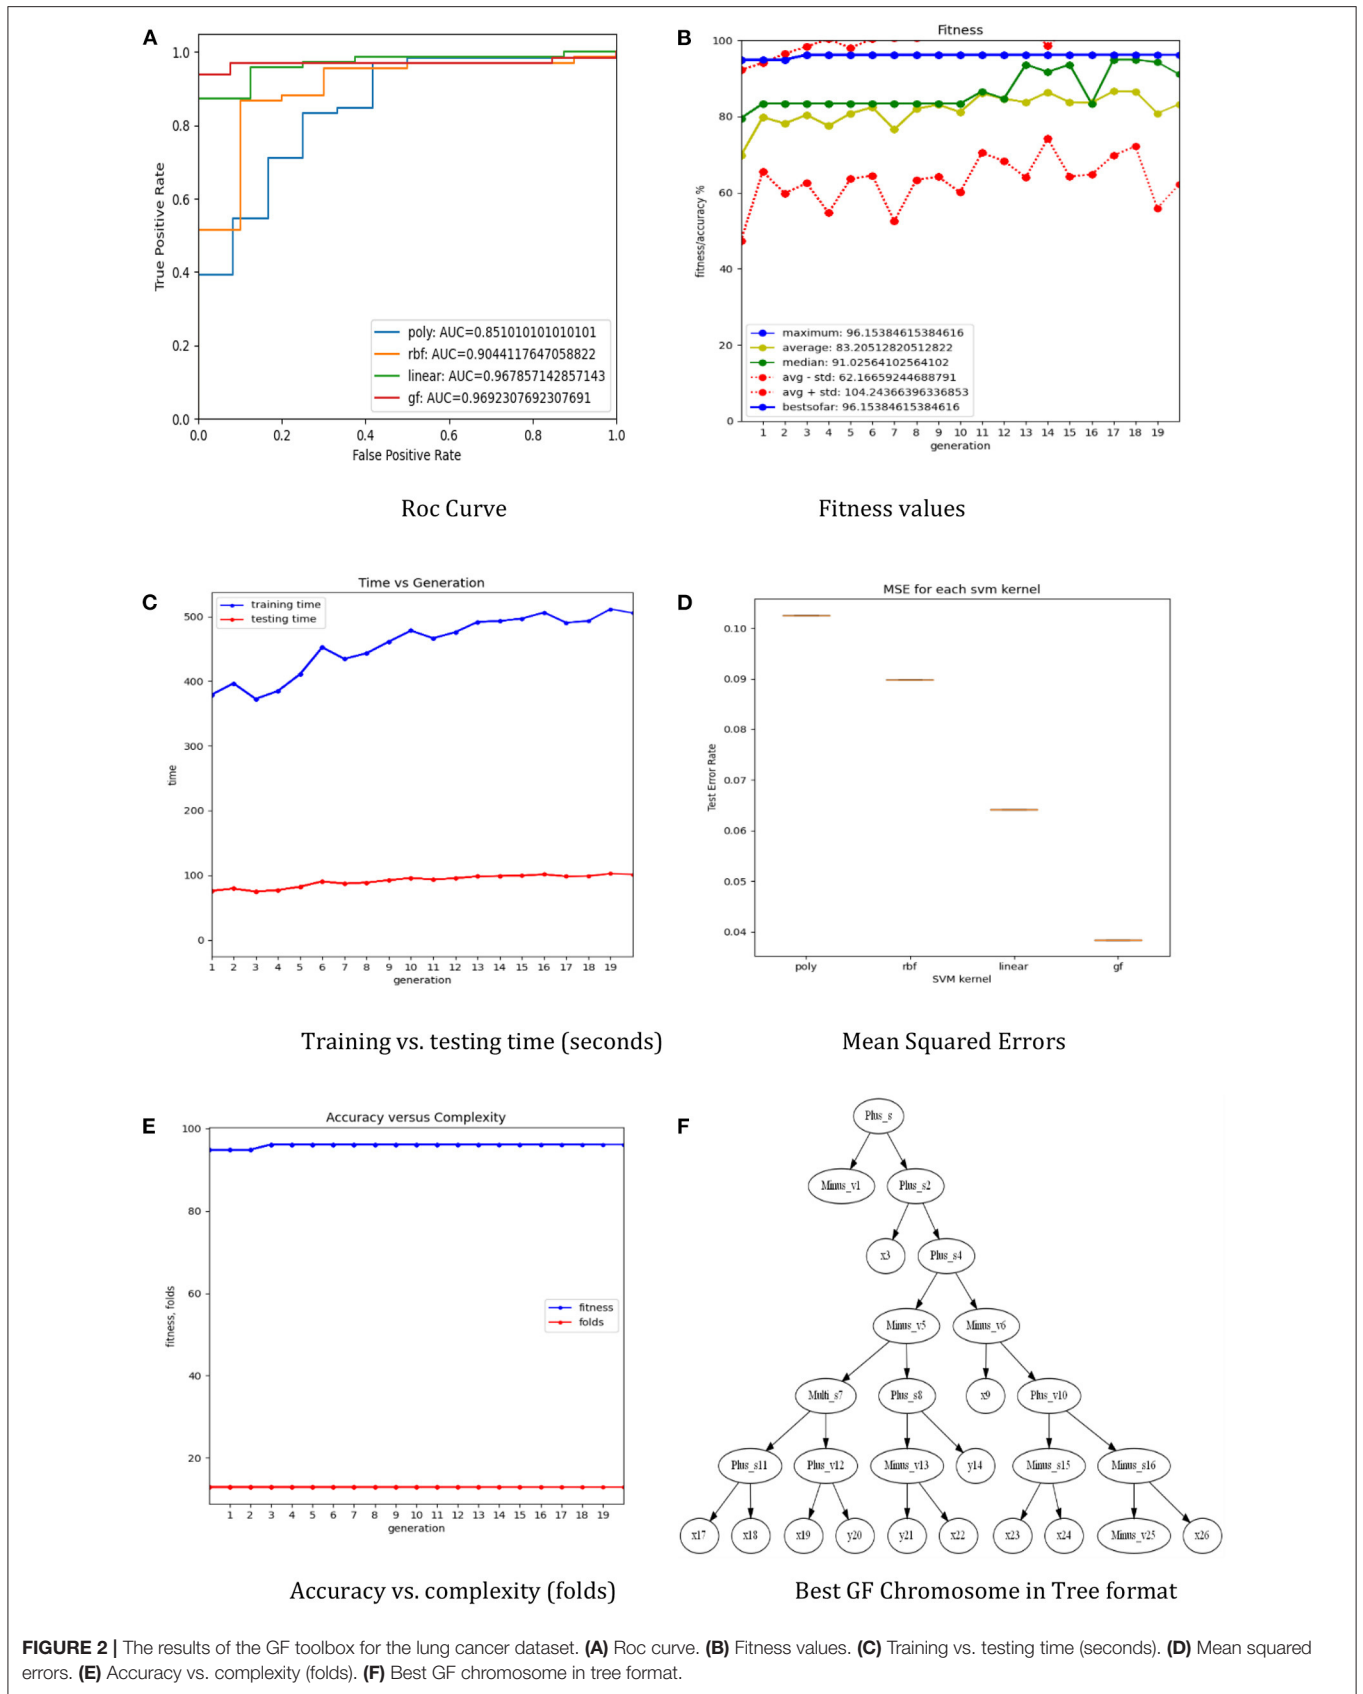 A
1.0
0.8
0.6
0.4
0.2
0.0
True Positive Rate
poly: AUC=0.851010101010101
rbf: AUC=0.9044117647058822
linear: AUC=0.967857142857143
gf: AUC=0.9692307692307691
0.0 0.2 0.4 0.6 0.8 1.0
False Positive Rate
Roc Curve
B
Fitness
100
80
60
40
20
0
fitness/accuracy %
maximum: 96.15384615384616
average: 83.20512820512822
median: 91.02564102564102
avg - std: 62.16659244688791
avg + std: 104.24366396336853
bestsofar: 96.15384615384616
1 2 3 4 5 6 7 8 9 10 11 12 13 14 15 16 17 18 19
generation
Fitness values
C
Time vs Generation
training time
testing time
500
400
300
200
100
0
time
1 2 3 4 5 6 7 8 9 10 11 12 13 14 15 16 17 18 19
generation
Training vs. testing time (seconds)
D
MSE for each svm kernel
0.10
0.09
0.08
0.07
0.06
0.05
0.04
Test Error Rate
poly rbf linear gf
SVM kernel
Mean Squared Errors
E
Accuracy versus Complexity
100
80
60
40
20
fitness, folds
fitness
folds
1 2 3 4 5 6 7 8 9 10 11 12 13 14 15 16 17 18 19
generation
Accuracy vs. complexity (folds)
F
Plus_s
Minus_v1 Plus_s2
x3 Plus_s4
Minus_v5 Minus_v6
Multi_s7 Plus_s8 x9 Plus_v10
Plus_s11 Plus_v12 Minus_v13 y14 Minus_s15 Minus_s16
x17 x18 x19 y20 y21 x22 x23 x24 Minus_v25 x26
Best GF Chromosome in Tree format
FIGURE 2 | The results of the GF toolbox for the lung cancer dataset. (A) Roc curve. (B) Fitness values. (C) Training vs. testing time (seconds). (D) Mean squared
errors. (E) Accuracy vs. complexity (folds). (F) Best GF chromosome in tree format.